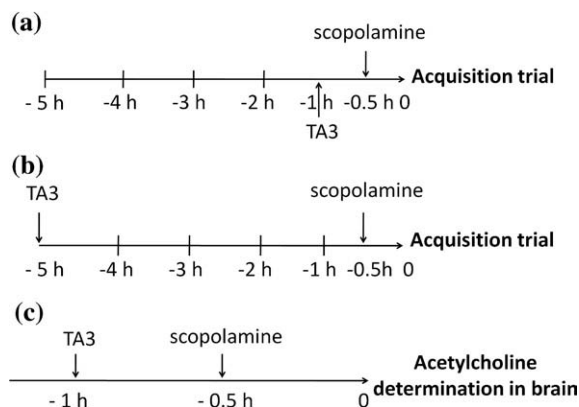 (a)
scopolamine
Acquisition trial
- 5 h -4 h -3 h -2 h -1 h -0.5 h 0
TA3
(b)
TA3 scopolamine
Acquisition trial
- 5 h -4 h -3 h -2 h -1 h -0.5h 0
(c)
TA3 scopolamine
Acetylcholine
determination in brain
- 1 h - 0.5 h 0